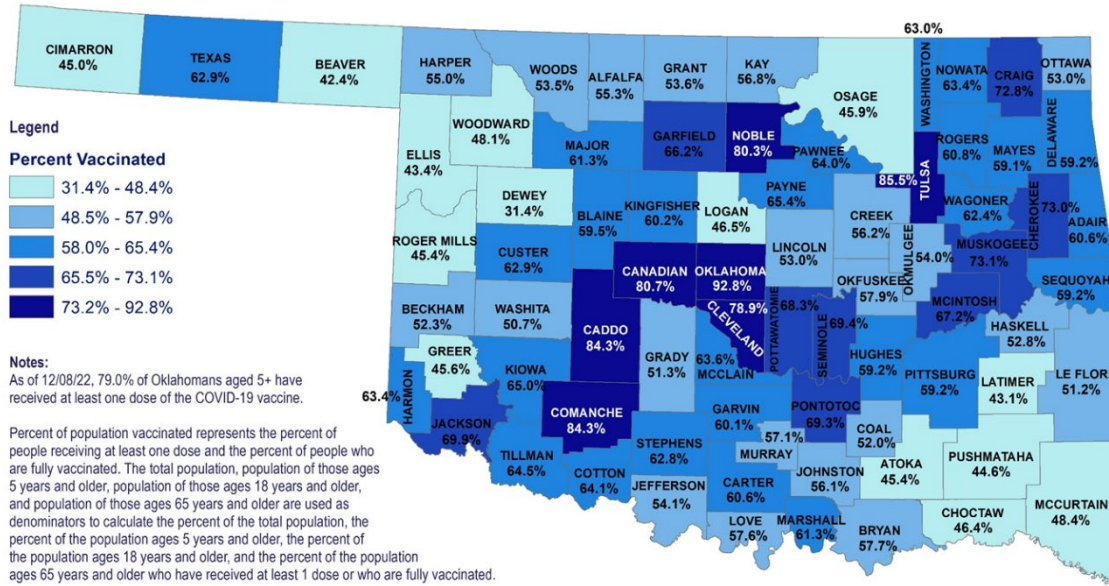 63.0%
CIMARRON
45.0%
TEXAS
62.9%
BEAVER
42.4%
HARPER
55.0%
WOODS
53.5%
ALFALFA
55.3%
GRANT
53.6%
KAY
56.8%
OSAGE
45.9%
WASHINGTON
NOWATA
63.4%
CRAIG
72.8%
OTTAWA
53.0%
Legend
Percent Vaccinated
31.4% - 48.4%
48.5% - 57.9%
58.0% - 65.4%
65.5% - 73.1%
73.2% - 92.8%
ELLIS
43.4%
WOODWARD
48.1%
MAJOR
61.3%
GARFIELD
66.2%
NOBLE
80.3%
PAWNEE
64.0%
ROGERS
60.8%
MAYES
59.1%
DELAWARE
59.2%
DEWEY
31.4%
BLAINE
59.5%
KINGFISHER
60.2%
LOGAN
46.5%
PAYNE
65.4%
85.5%
TULSA
CREEK
56.2%
WAGONER
62.4%
CHEROKEE
73.0%
ADAIR
60.6%
ROGER MILLS
45.4%
CUSTER
62.9%
CANADIAN
80.7%
OKLAHOMA
92.8%
LINCOLN
53.0%
OKMULGEE
54.0%
MUSKOGEE
73.1%
SEQUOYAH
59.2%
OKFUSKEE
57.9%
MCINTOSH
67.2%
BECKHAM
52.3%
WASHITA
50.7%
CADDO
84.3%
78.9%
CLEVELAND
POTTAWATOMIE
68.3%
SEMINOLE
69.4%
HASKELL
52.8%
Notes:
As of 12/08/22, 79.0% of Oklahomans aged 5+ have
received at least one dose of the COVID-19 vaccine.
GREER
45.6%
KIOWA
65.0%
GRADY
51.3%
63.6%
MCCLAIN
HUGHES
59.2%
PITTSBURG
59.2%
LATIMER
43.1%
LE FLOR
51.2%
63.4%
HARMON
JACKSON
69.9%
COMANCHE
84.3%
GARVIN
60.1%
PONTOTOC
69.3%
COAL
52.0%
Percent of population vaccinated represents the percent of
people receiving at least one dose and the percent of people who
are fully vaccinated. The total population, population of those ages
5 years and older, population of those ages 18 years and older,
and population of those ages 65 years and older are used as
denominators to calculate the percent of the total population, the
percent of the population ages 5 years and older, the percent of
the population ages 18 years and older, and the percent of the population
ages 65 years and older who have received at least 1 dose or who are fully vaccinated.
TILLMAN
64.5%
COTTON
64.1%
STEPHENS
62.8%
57.1%
MURRAY
JOHNSTON
56.1%
ATOKA
45.4%
PUSHMATAHA
44.6%
JEFFERSON
54.1%
CARTER
60.6%
MCCURTAIN
48.4%
CHOCTAW
46.4%
LOVE
57.6%
MARSHALL
61.3%
BRYAN
57.7%